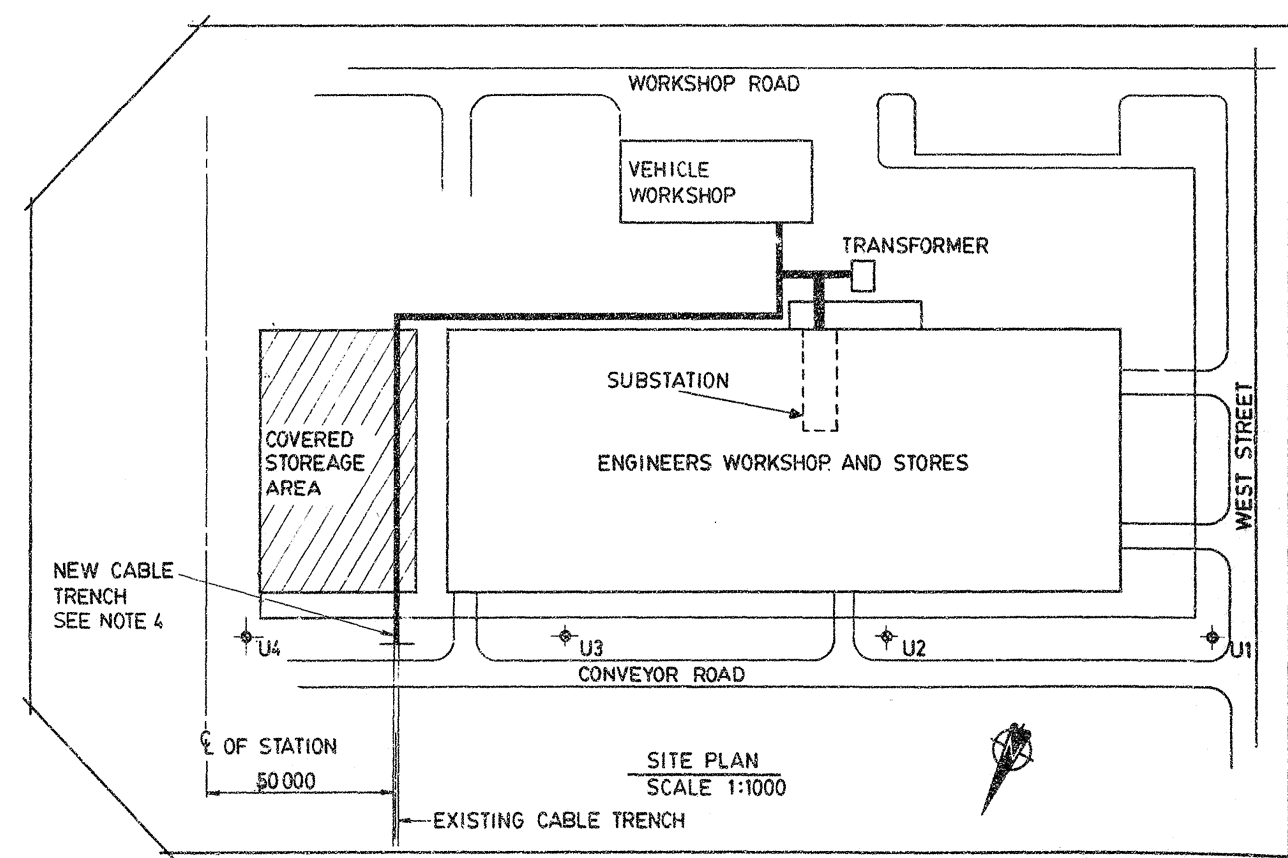 WORKSHOP ROAD
VEHICLE
WORKSHOP
TRANSFORMER
SUBSTATION
COVERED
STOREAGE
AREA
ENGINEERS WORKSHOP AND STORES
WEST STREET
NEW CABLE
TRENCH
SEE NOTE 4
U4
U3
U2
U1
CONVEYOR ROAD
℄ OF STATION
50 000
SITE PLAN
SCALE 1:1000
EXISTING CABLE TRENCH